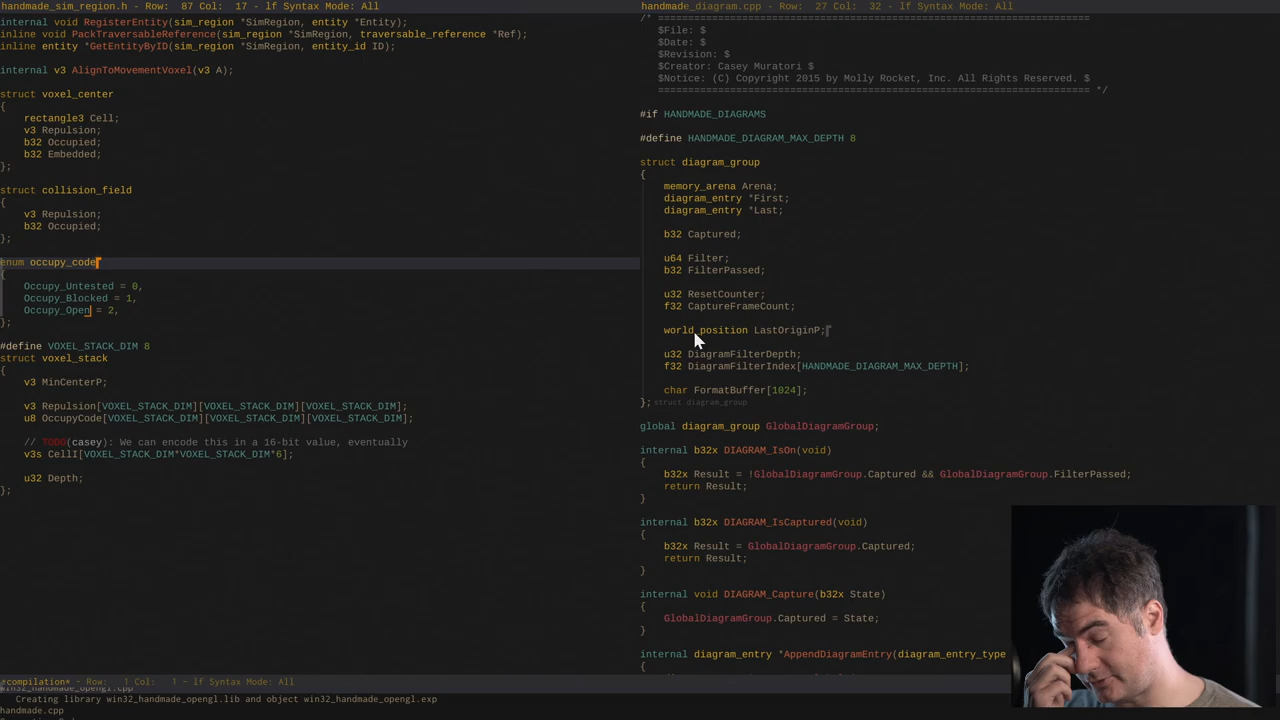 handmade_sim_region.h - Row: 87 Col: 17 - lf Syntax Mode: All
internal void RegisterEntity(sim_region *SimRegion, entity *Entity);
inline void PackTraversableReference(sim_region *SimRegion, traversable_reference *Ref);
inline entity *GetEntityByID(sim_region *SimRegion, entity_id ID);
internal v3 AlignToMovementVoxel(v3 A);
struct voxel_center
{
rectangle3 Cell;
v3 Repulsion;
b32 Occupied;
b32 Embedded;
};
struct collision_field
{
v3 Repulsion;
b32 Occupied;
};
enum occupy_code
{
Occupy_Untested = 0,
Occupy_Blocked = 1,
Occupy_Open = 2,
};
#define VOXEL_STACK_DIM 8
struct voxel_stack
{
v3 MinCenterP;
v3 Repulsion[VOXEL_STACK_DIM][VOXEL_STACK_DIM][VOXEL_STACK_DIM];
u8 OccupyCode[VOXEL_STACK_DIM][VOXEL_STACK_DIM][VOXEL_STACK_DIM];
// TODO(casey): We can encode this in a 16-bit value, eventually
v3s CellI[VOXEL_STACK_DIM*VOXEL_STACK_DIM*6];
u32 Depth;
};
handmade_diagram.cpp - Row: 27 Col: 32 - lf Syntax Mode: All
/* ========================================================================
$File: $
$Date: $
$Revision: $
$Creator: Casey Muratori $
$Notice: (C) Copyright 2015 by Molly Rocket, Inc. All Rights Reserved. $
======================================================================== */
#if HANDMADE_DIAGRAMS
#define HANDMADE_DIAGRAM_MAX_DEPTH 8
struct diagram_group
{
memory_arena Arena;
diagram_entry *First;
diagram_entry *Last;
b32 Captured;
u64 Filter;
b32 FilterPassed;
u32 ResetCounter;
f32 CaptureFrameCount;
world_position LastOriginP;
u32 DiagramFilterDepth;
f32 DiagramFilterIndex[HANDMADE_DIAGRAM_MAX_DEPTH];
char FormatBuffer[1024];
}; struct diagram_group
global diagram_group GlobalDiagramGroup;
internal b32x DIAGRAM_IsOn(void)
{
b32x Result = !GlobalDiagramGroup.Captured && GlobalDiagramGroup.FilterPassed;
return Result;
}
internal b32x DIAGRAM_IsCaptured(void)
{
b32x Result = GlobalDiagramGroup.Captured;
return Result;
}
internal void DIAGRAM_Capture(b32x State)
{
GlobalDiagramGroup.Captured = State;
}
internal diagram_entry *AppendDiagramEntry(diagram_entry_type
{
*compilation* - Row: 1 Col: 1 - lf Syntax Mode: All
win32_handmade_opengl.cpp
Creating library win32_handmade_opengl.lib and object win32_handmade_opengl.exp
handmade.cpp